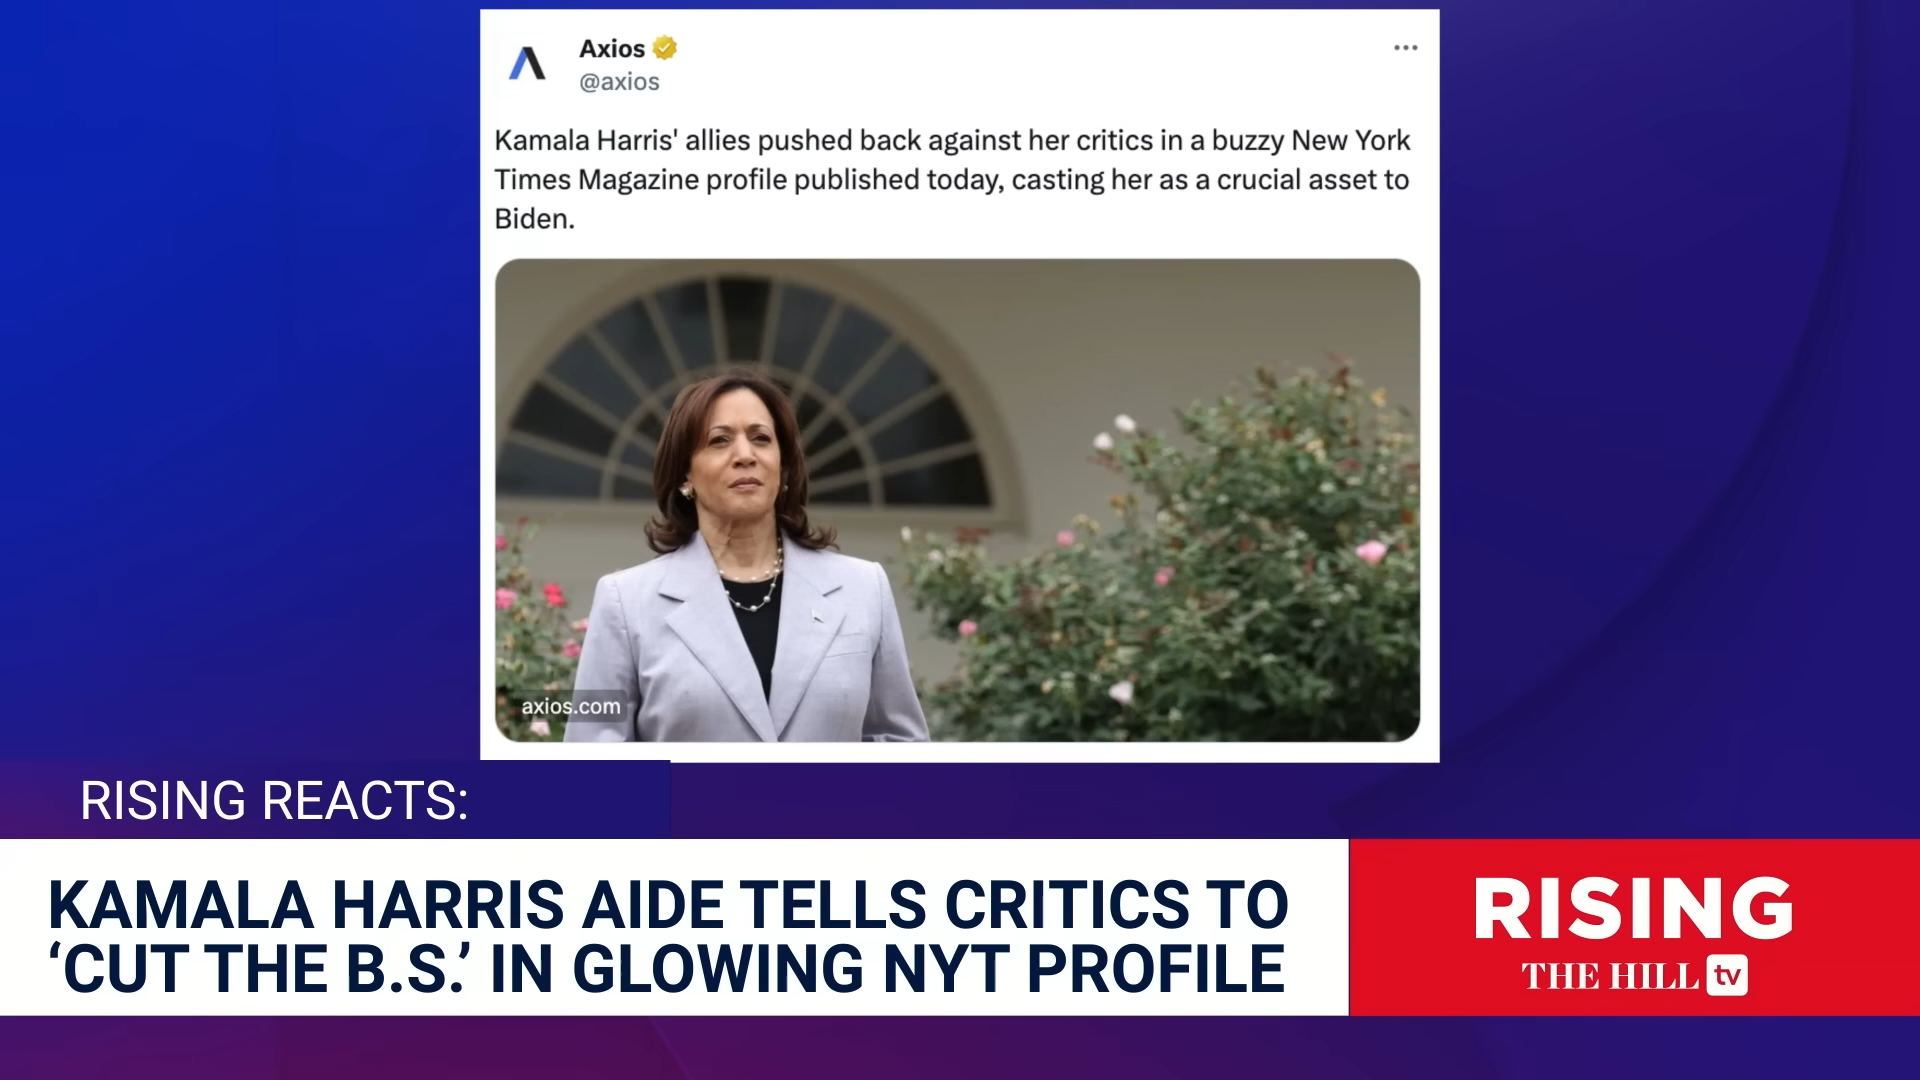 Axios
@axios
Kamala Harris' allies pushed back against her critics in a buzzy New York
Times Magazine profile published today, casting her as a crucial asset to
Biden.
axios.com
RISING REACTS:
KAMALA HARRIS AIDE TELLS CRITICS TO
‘CUT THE B.S.’ IN GLOWING NYT PROFILE
RISING
THE HILL tv